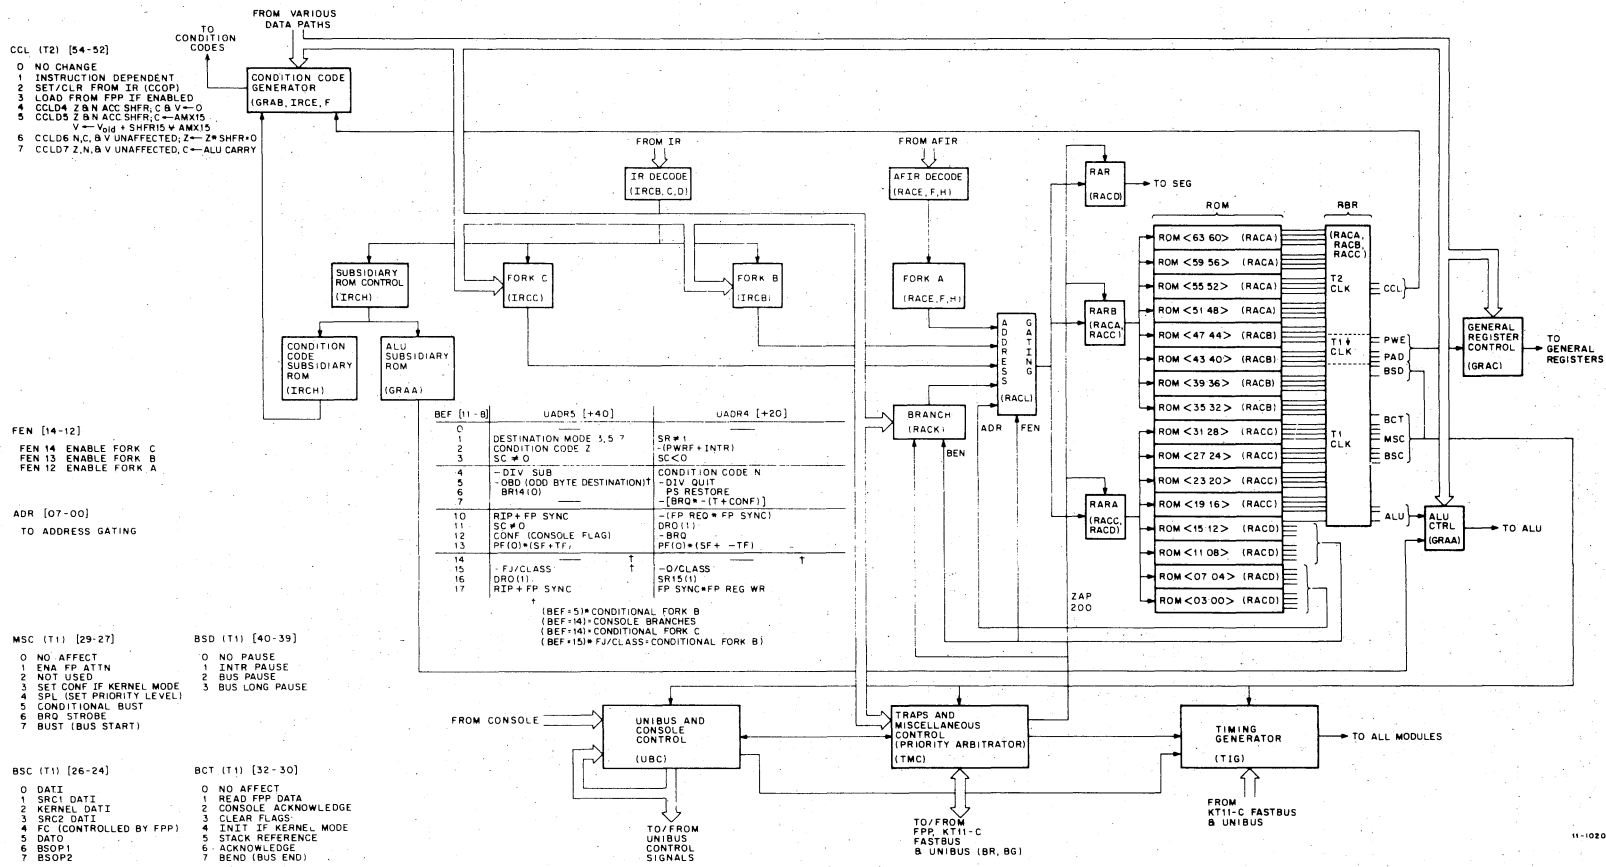 FROM VARIOUS
DATA PATHS
TO
CONDITION
CODES
CCL (T2) [54-52]
0 NO CHANGE
1 INSTRUCTION DEPENDENT
2 SET/CLR FROM IR (CCOP)
3 LOAD FROM FPP IF ENABLED
4 CCLD4 Z & N ACC SHFR; C & V ← 0
5 CCLD5 Z & N ACC SHFR; C ← AMX15
V ← Vold + SHFR15 ∀ AMX15
6 CCLD6 N,C, & V UNAFFECTED; Z ← Z* SHFR=0
7 CCLD7 Z,N, & V UNAFFECTED, C ← ALU CARRY
CONDITION CODE
GENERATOR
(GRAB, IRCE, F
FROM IR
IR DECODE
(IRCB, C, D)
FROM AFIR
AFIR DECODE
(RACE, F, H)
RAR
(RACD)
TO SEG
SUBSIDIARY
ROM CONTROL
(IRCH)
FORK C
(IRCC)
FORK B
(IRCB)
FORK A
(RACE, F, H)
CONDITION
CODE
SUBSIDIARY
ROM
(IRCH)
ALU
SUBSIDIARY
ROM
(GRAA)
ADDRESS GATING
(RACL)
BRANCH
(RACK)
ADR
FEN
BEN
RARB
(RACA,
RACC)
RARA
(RACC,
RACD)
ZAP
200
ROM
ROM <63 60> (RACA)
ROM <59 56> (RACA)
ROM <55 52> (RACA)
ROM <51 48> (RACA)
ROM <47 44> (RACB)
ROM <43 40> (RACB)
ROM <39 36> (RACB)
ROM <35 32> (RACB)
ROM <31 28> (RACC)
ROM <27 24> (RACC)
ROM <23 20> (RACC)
ROM <19 16> (RACC)
ROM <15 12> (RACD)
ROM <11 08> (RACD)
ROM <07 04> (RACD)
ROM <03 00> (RACD)
RBR
(RACA,
RACB,
RACC)
T2
CLK
T1↓
CLK
T1
CLK
CCL
PWE
PAD
BSD
BCT
MSC
BSC
ALU
GENERAL
REGISTER
CONTROL
(GRAC)
TO
GENERAL
REGISTERS
ALU
CTRL
(GRAA)
TO ALU
FEN [14-12]
FEN 14 ENABLE FORK C
FEN 13 ENABLE FORK B
FEN 12 ENABLE FORK A
ADR [07-00]
TO ADDRESS GATING
BEF [11-8] UADR5 [+40] UADR4 [+20]
0 —
1 DESTINATION MODE 3,5 7 SR≠1
2 CONDITION CODE Z -(PWRF+INTR)
3 SC ≠ 0 SC<0
4 -DIV SUB CONDITION CODE N
5 -OBD (ODD BYTE DESTINATION)† -DIV QUIT
6 BR14(0) PS RESTORE
7 — -[BRQ*-(T+CONF)]
10 RIP+FP SYNC -(FP REQ* FP SYNC)
11 SC≠0 DR0(1)
12 CONF (CONSOLE FLAG) -BRQ
13 PF(0)*(SF+TF) PF(0)*(SF+ -TF)
14 — † — †
15 -FJ/CLASS † -O/CLASS
16 DR0(1) SR15(1)
17 RIP+FP SYNC FP SYNC*FP REG WR
†
(BEF=5)*CONDITIONAL FORK B
(BEF=14)=CONSOLE BRANCHES
(BEF=14)=CONDITIONAL FORK C
(BEF=15)* FJ/CLASS=CONDITIONAL FORK B)
MSC (T1) [29-27]
0 NO AFFECT
1 ENA FP ATTN
2 NOT USED
3 SET CONF IF KERNEL MODE
4 SPL (SET PRIORITY LEVEL)
5 CONDITIONAL BUST
6 BRQ STROBE
7 BUST (BUS START)
BSD (T1) [40-39]
0 NO PAUSE
1 INTR PAUSE
2 BUS PAUSE
3 BUS LONG PAUSE
BSC (T1) [26-24]
0 DATI
1 SRC1 DATI
2 KERNEL DATI
3 SRC2 DATI
4 FC (CONTROLLED BY FPP)
5 DATO
6 BSOP1
7 BSOP2
BCT (T1) [32-30]
0 NO AFFECT
1 READ FPP DATA
2 CONSOLE ACKNOWLEDGE
3 CLEAR FLAGS
4 INIT IF KERNEL MODE
5 STACK REFERENCE
6 ACKNOWLEDGE
7 BEND (BUS END)
FROM CONSOLE
UNIBUS AND
CONSOLE
CONTROL
(UBC)
TO/FROM
UNIBUS
CONTROL
SIGNALS
TRAPS AND
MISCELLANEOUS
CONTROL
(PRIORITY ARBITRATOR)
(TMC)
TO/FROM
FPP, KT11-C
FASTBUS
& UNIBUS (BR, BG)
TIMING
GENERATOR
(TIG)
TO ALL MODULES
FROM
KT11-C FASTBUS
& UNIBUS
11-1020